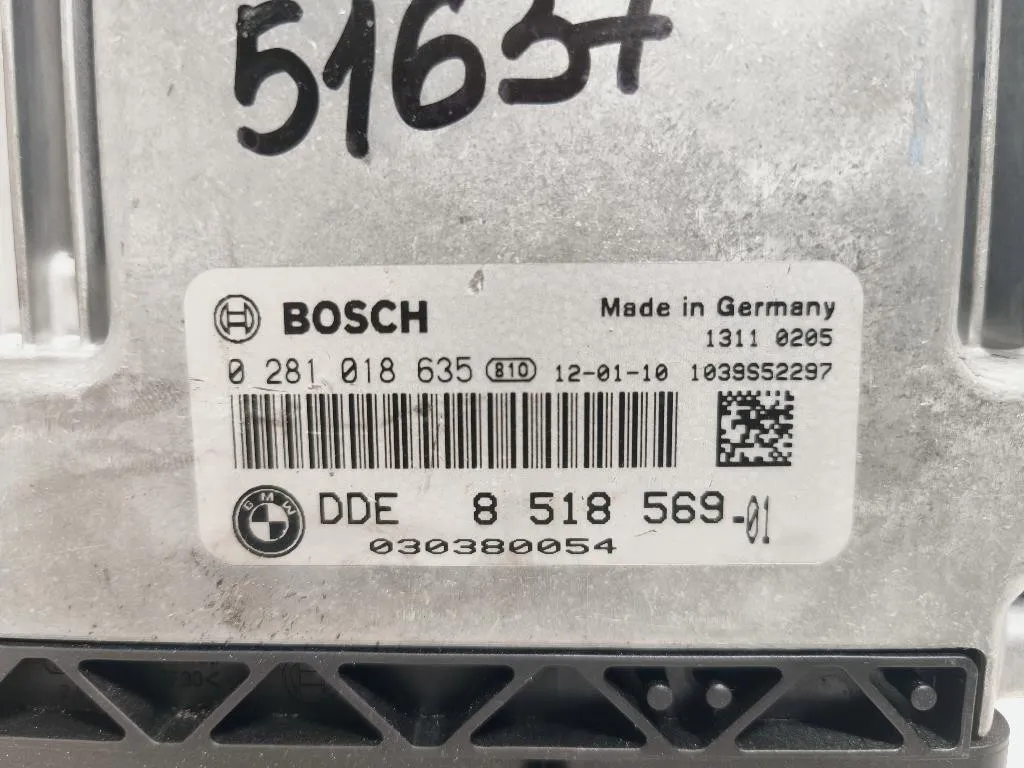 51637
BOSCH Made in Germany
1311 0205
0 281 018 635 810 12-01-10 1039S52297
BMW DDE 8 518 569-01
030380054